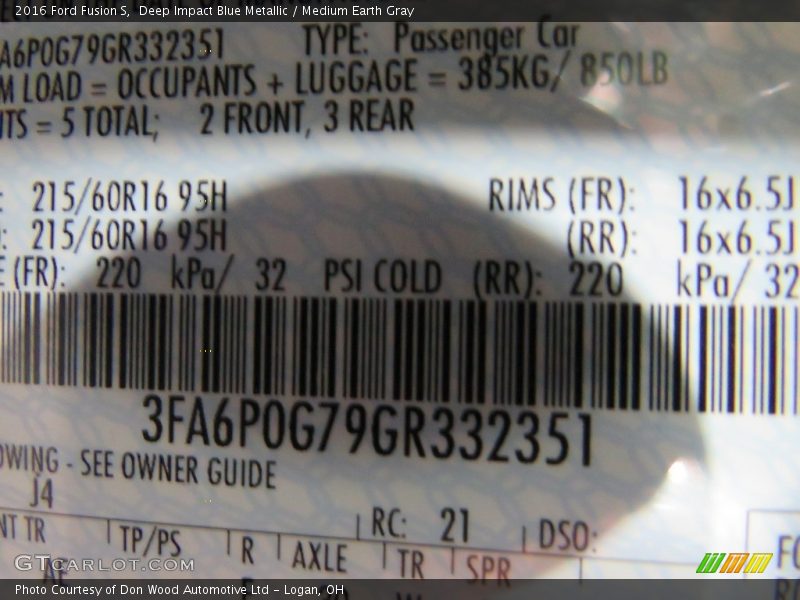 2016 Ford Fusion S, Deep Impact Blue Metallic / Medium Earth Gray
A6P0G79GR332351 TYPE: Passenger Car
M LOAD = OCCUPANTS + LUGGAGE = 385KG/ 850LB
TS = 5 TOTAL; 2 FRONT, 3 REAR
: 215/60R16 95H RIMS (FR): 16x6.5J
: 215/60R16 95H (RR): 16x6.5J
E (FR): 220 kPa/ 32 PSI COLD (RR): 220 kPa/ 32
3FA6P0G79GR332351
OWING - SEE OWNER GUIDE
J4
RC: 21 DSO:
NT TR TP/PS R AXLE TR SPR
GTCARLOT.COM
Photo Courtesy of Don Wood Automotive Ltd – Logan, OH